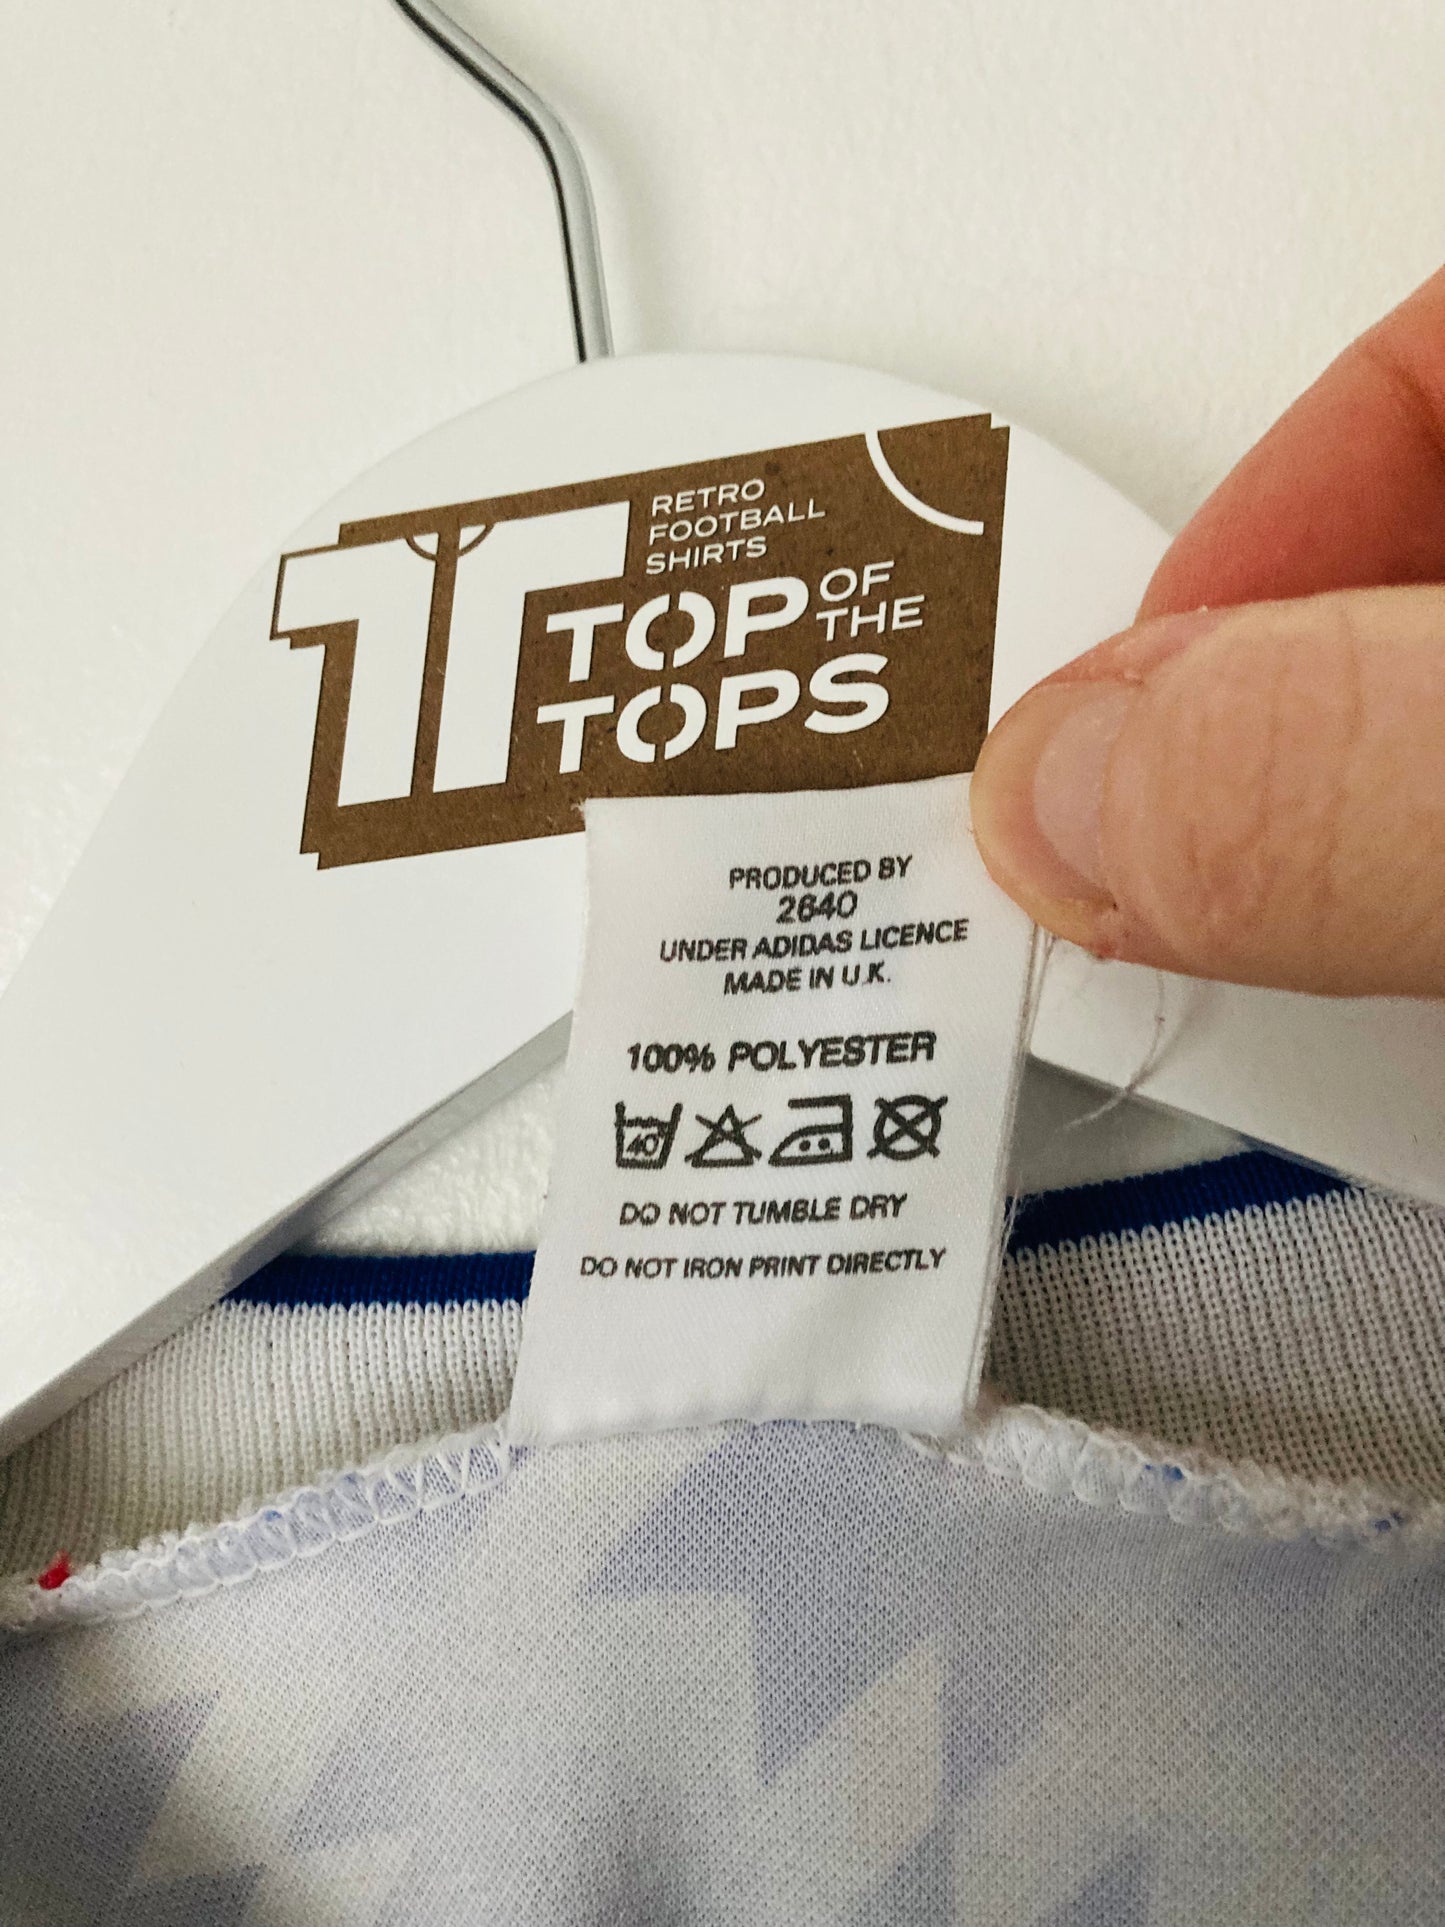 RETRO
FOOTBALL
SHIRTS
TOP OF THE
TOPS
PRODUCED BY
2640
UNDER ADIDAS LICENCE
MADE IN U.K.
100% POLYESTER
40
DO NOT TUMBLE DRY
DO NOT IRON PRINT DIRECTLY